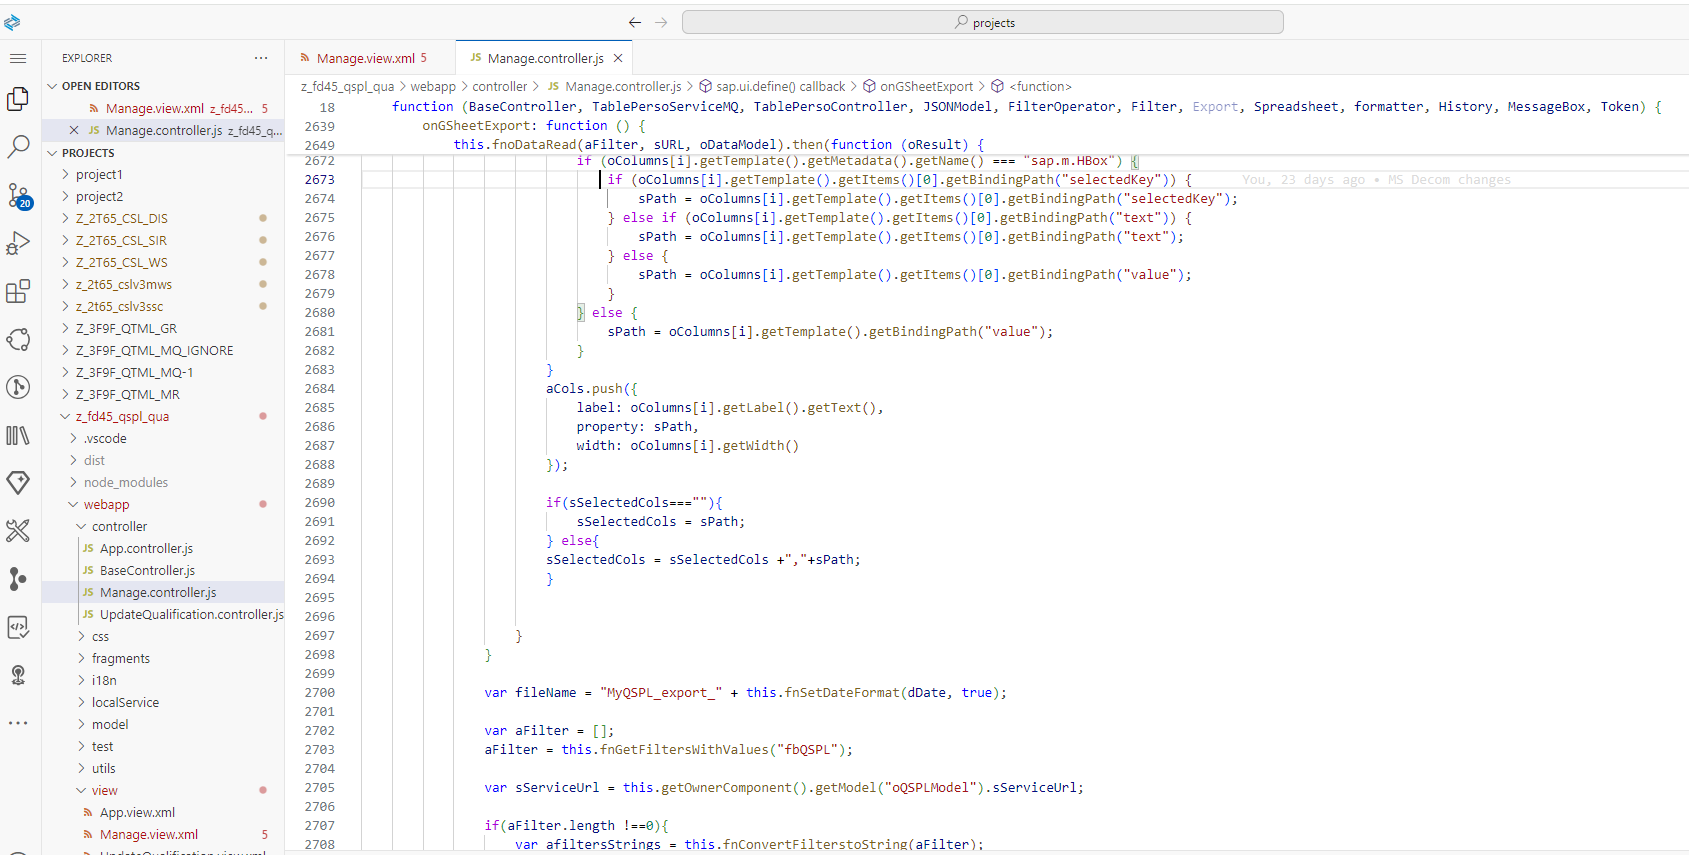 projects
EXPLORER
OPEN EDITORS
Manage.view.xml z_fd45... 5
JS Manage.controller.js z_fd45_q...
PROJECTS
project1
project2
20
Z_2T65_CSL_DIS
Z_2T65_CSL_SIR
Z_2T65_CSL_WS
z_2t65_cslv3mws
z_2t65_cslv3ssc
Z_3F9F_QTML_GR
Z_3F9F_QTML_MQ_IGNORE
Z_3F9F_QTML_MQ-1
Z_3F9F_QTML_MR
z_fd45_qspl_qua
.vscode
dist
node_modules
webapp
controller
JS App.controller.js
JS BaseController.js
JS Manage.controller.js
JS UpdateQualification.controller.js
css
fragments
i18n
localService
model
test
utils
view
App.view.xml
Manage.view.xml 5
UpdateQualification.view.xml
Manage.view.xml 5
JS Manage.controller.js
z_fd45_qspl_qua > webapp > controller > JS Manage.controller.js > sap.ui.define() callback > onGSheetExport > <function>
18 function (BaseController, TablePersoServiceMQ, TablePersoController, JSONModel, FilterOperator, Filter, Export, Spreadsheet, formatter, History, MessageBox, Token) {
2639 onGSheetExport: function () {
2649 this.fnoDataRead(aFilter, sURL, oDataModel).then(function (oResult) {
2672 if (oColumns[i].getTemplate().getMetadata().getName() === "sap.m.HBox") {
2673 if (oColumns[i].getTemplate().getItems()[0].getBindingPath("selectedKey")) { You, 23 days ago • MS Decom changes
2674 sPath = oColumns[i].getTemplate().getItems()[0].getBindingPath("selectedKey");
2675 } else if (oColumns[i].getTemplate().getItems()[0].getBindingPath("text")) {
2676 sPath = oColumns[i].getTemplate().getItems()[0].getBindingPath("text");
2677 } else {
2678 sPath = oColumns[i].getTemplate().getItems()[0].getBindingPath("value");
2679 }
2680 } else {
2681 sPath = oColumns[i].getTemplate().getBindingPath("value");
2682 }
2683 }
2684 aCols.push({
2685 label: oColumns[i].getLabel().getText(),
2686 property: sPath,
2687 width: oColumns[i].getWidth()
2688 });
2689
2690 if(sSelectedCols===""){
2691 sSelectedCols = sPath;
2692 } else{
2693 sSelectedCols = sSelectedCols +","+sPath;
2694 }
2695
2696
2697 }
2698 }
2699
2700 var fileName = "MyQSPL_export_" + this.fnSetDateFormat(dDate, true);
2701
2702 var aFilter = [];
2703 aFilter = this.fnGetFiltersWithValues("fbQSPL");
2704
2705 var sServiceUrl = this.getOwnerComponent().getModel("oQSPLModel").sServiceUrl;
2706
2707 if(aFilter.length !==0){
2708 var afiltersStrings = this.fnConvertFilterstoString(aFilter);